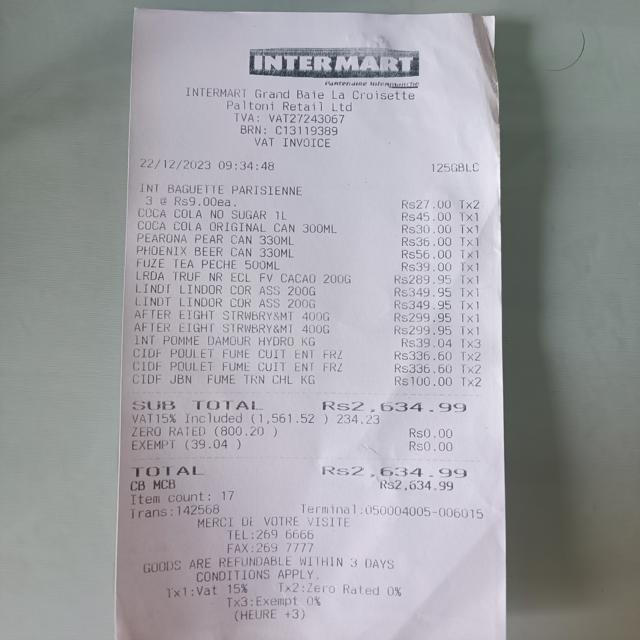 INTERMART
Partenaire Intermarché
INTERMART Grand Baie La Croisette
Paltoni Retail Ltd
TVA: VAT27243067
BRN: C13119389
VAT INVOICE
22/12/2023 09:34:48 125GBLC
INT BAGUETTE PARISIENNE
3 @ Rs9.00ea. Rs27.00 Tx2
COCA COLA NO SUGAR 1L Rs45.00 Tx1
COCA COLA ORIGINAL CAN 300ML Rs30.00 Tx1
PEARONA PEAR CAN 330ML Rs36.00 Tx1
PHOENIX BEER CAN 330ML Rs56.00 Tx1
FUZE TEA PECHE 500ML Rs39.00 Tx1
LRDA TRUF NR ECL FV CACAO 200G Rs289.95 Tx1
LINDT LINDOR COR ASS 200G Rs349.95 Tx1
LINDT LINDOR COR ASS 200G Rs349.95 Tx1
AFTER EIGHT STRWBRY&MT 400G Rs299.95 Tx1
AFTER EIGHT STRWBRY&MT 400G Rs299.95 Tx1
INT POMME DAMOUR HYDRO KG Rs39.04 Tx3
CIDF POULET FUME CUIT ENT FRZ Rs336.60 Tx2
CIDF POULET FUME CUIT ENT FRZ Rs336.60 Tx2
CIDF JBN FUME TRN CHL KG Rs100.00 Tx2
SUB TOTAL Rs2,634.99
VAT15% Included (1,561.52 ) 234.23
ZERO RATED (800.20 ) Rs0.00
EXEMPT (39.04 ) Rs0.00
TOTAL Rs2,634.99
CB MCB Rs2,634.99
Item count: 17
Trans:142568 Terminal:050004005-006015
MERCI DE VOTRE VISITE
TEL:269 6666
FAX:269 7777
GOODS ARE REFUNDABLE WITHIN 3 DAYS
CONDITIONS APPLY.
Tx1:Vat 15% Tx2:Zero Rated 0%
Tx3:Exempt 0%
(HEURE +3)